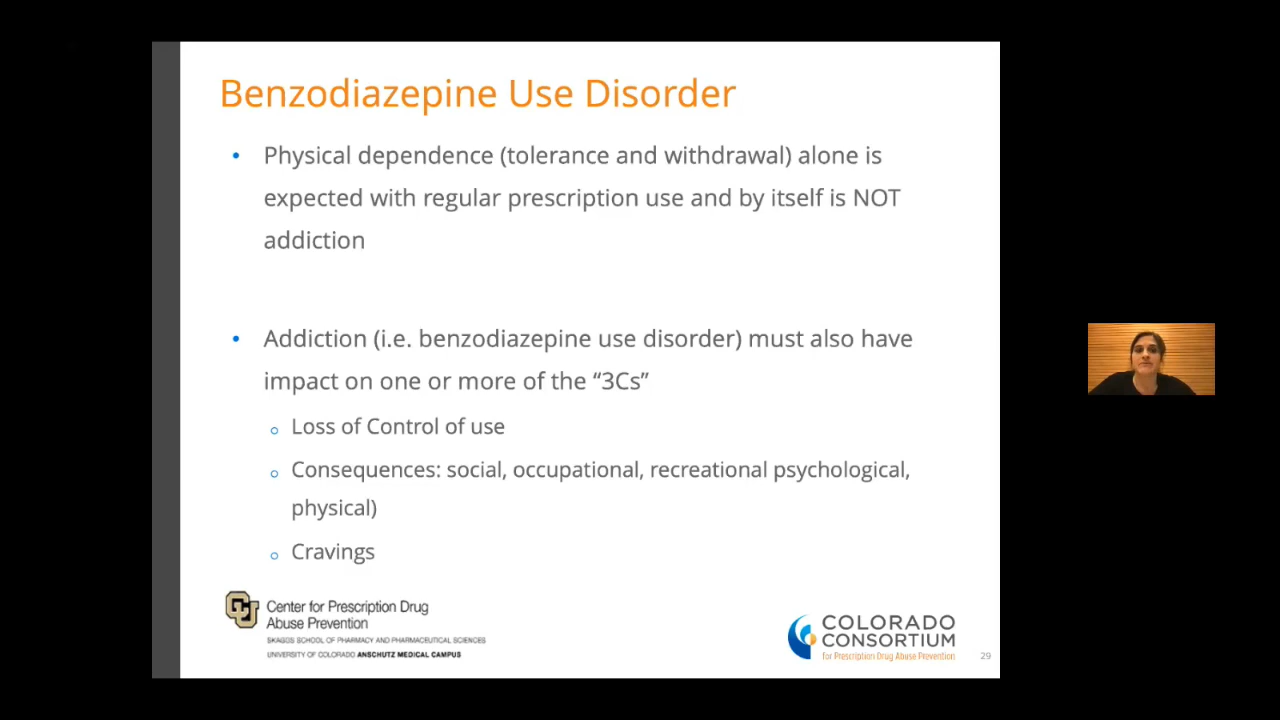 Benzodiazepine Use Disorder
• Physical dependence (tolerance and withdrawal) alone is
expected with regular prescription use and by itself is NOT
addiction
• Addiction (i.e. benzodiazepine use disorder) must also have
impact on one or more of the “3Cs”
o Loss of Control of use
o Consequences: social, occupational, recreational psychological,
physical)
o Cravings
CU
Center for Prescription Drug
Abuse Prevention
SKAGGS SCHOOL OF PHARMACY AND PHARMACEUTICAL SCIENCES
UNIVERSITY OF COLORADO ANSCHUTZ MEDICAL CAMPUS
COLORADO
CONSORTIUM
for Prescription Drug Abuse Prevention
29